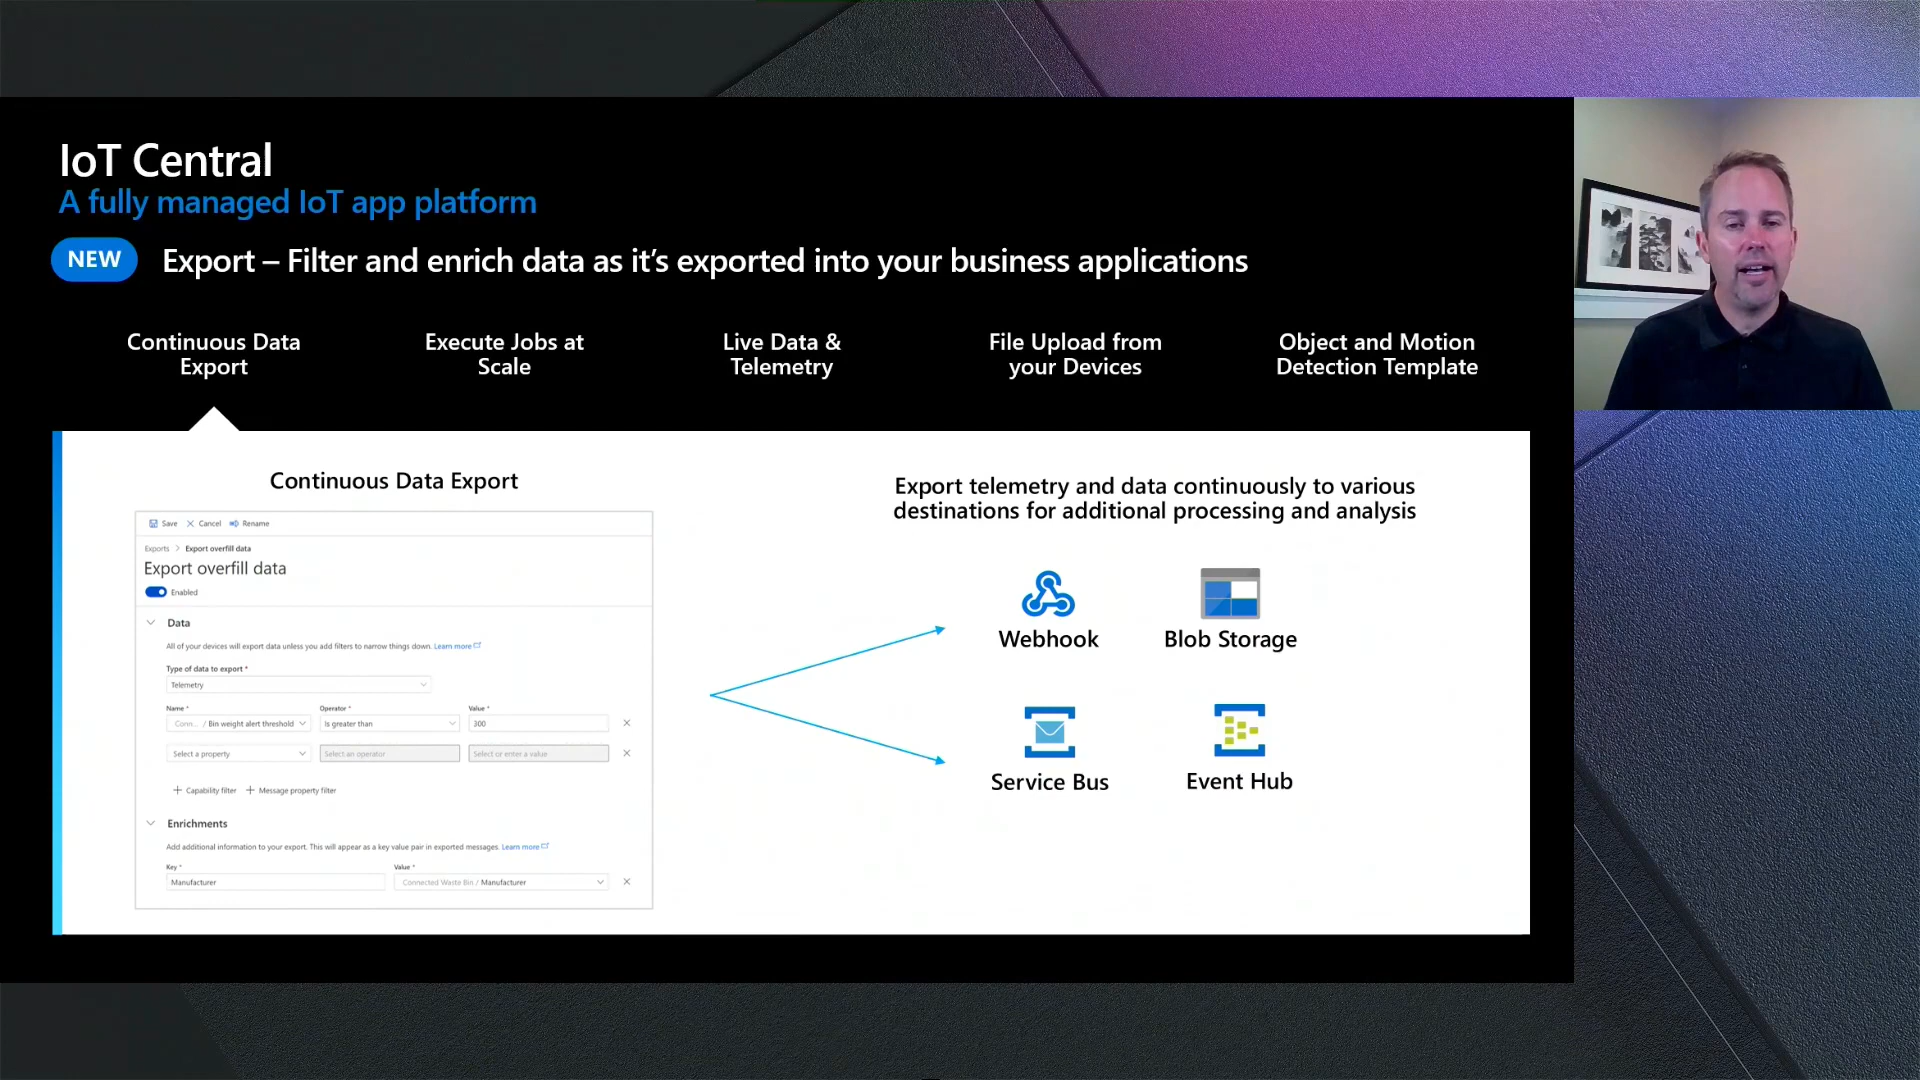 IoT Central
A fully managed IoT app platform
NEW
Export – Filter and enrich data as it's exported into your business applications
Continuous Data
Export
Execute Jobs at
Scale
Live Data &
Telemetry
File Upload from
your Devices
Object and Motion
Detection Template
Continuous Data Export
Save Cancel Rename
Exports > Export overfill data
Export overfill data
Enabled
Data
All of your devices will export data unless you add filters to narrow things down. Learn more
Type of data to export *
Telemetry
Name * Operator * Value *
Conn... / Bin weight alert threshold Is greater than 300
Select a property Select an operator Select or enter a value
+ Capability filter + Message property filter
Enrichments
Add additional information to your export. This will appear as a key value pair in exported messages. Learn more
Key * Value *
Manufacturer Connected Waste Bin / Manufacturer
Export telemetry and data continuously to various
destinations for additional processing and analysis
Webhook
Blob Storage
Service Bus
Event Hub